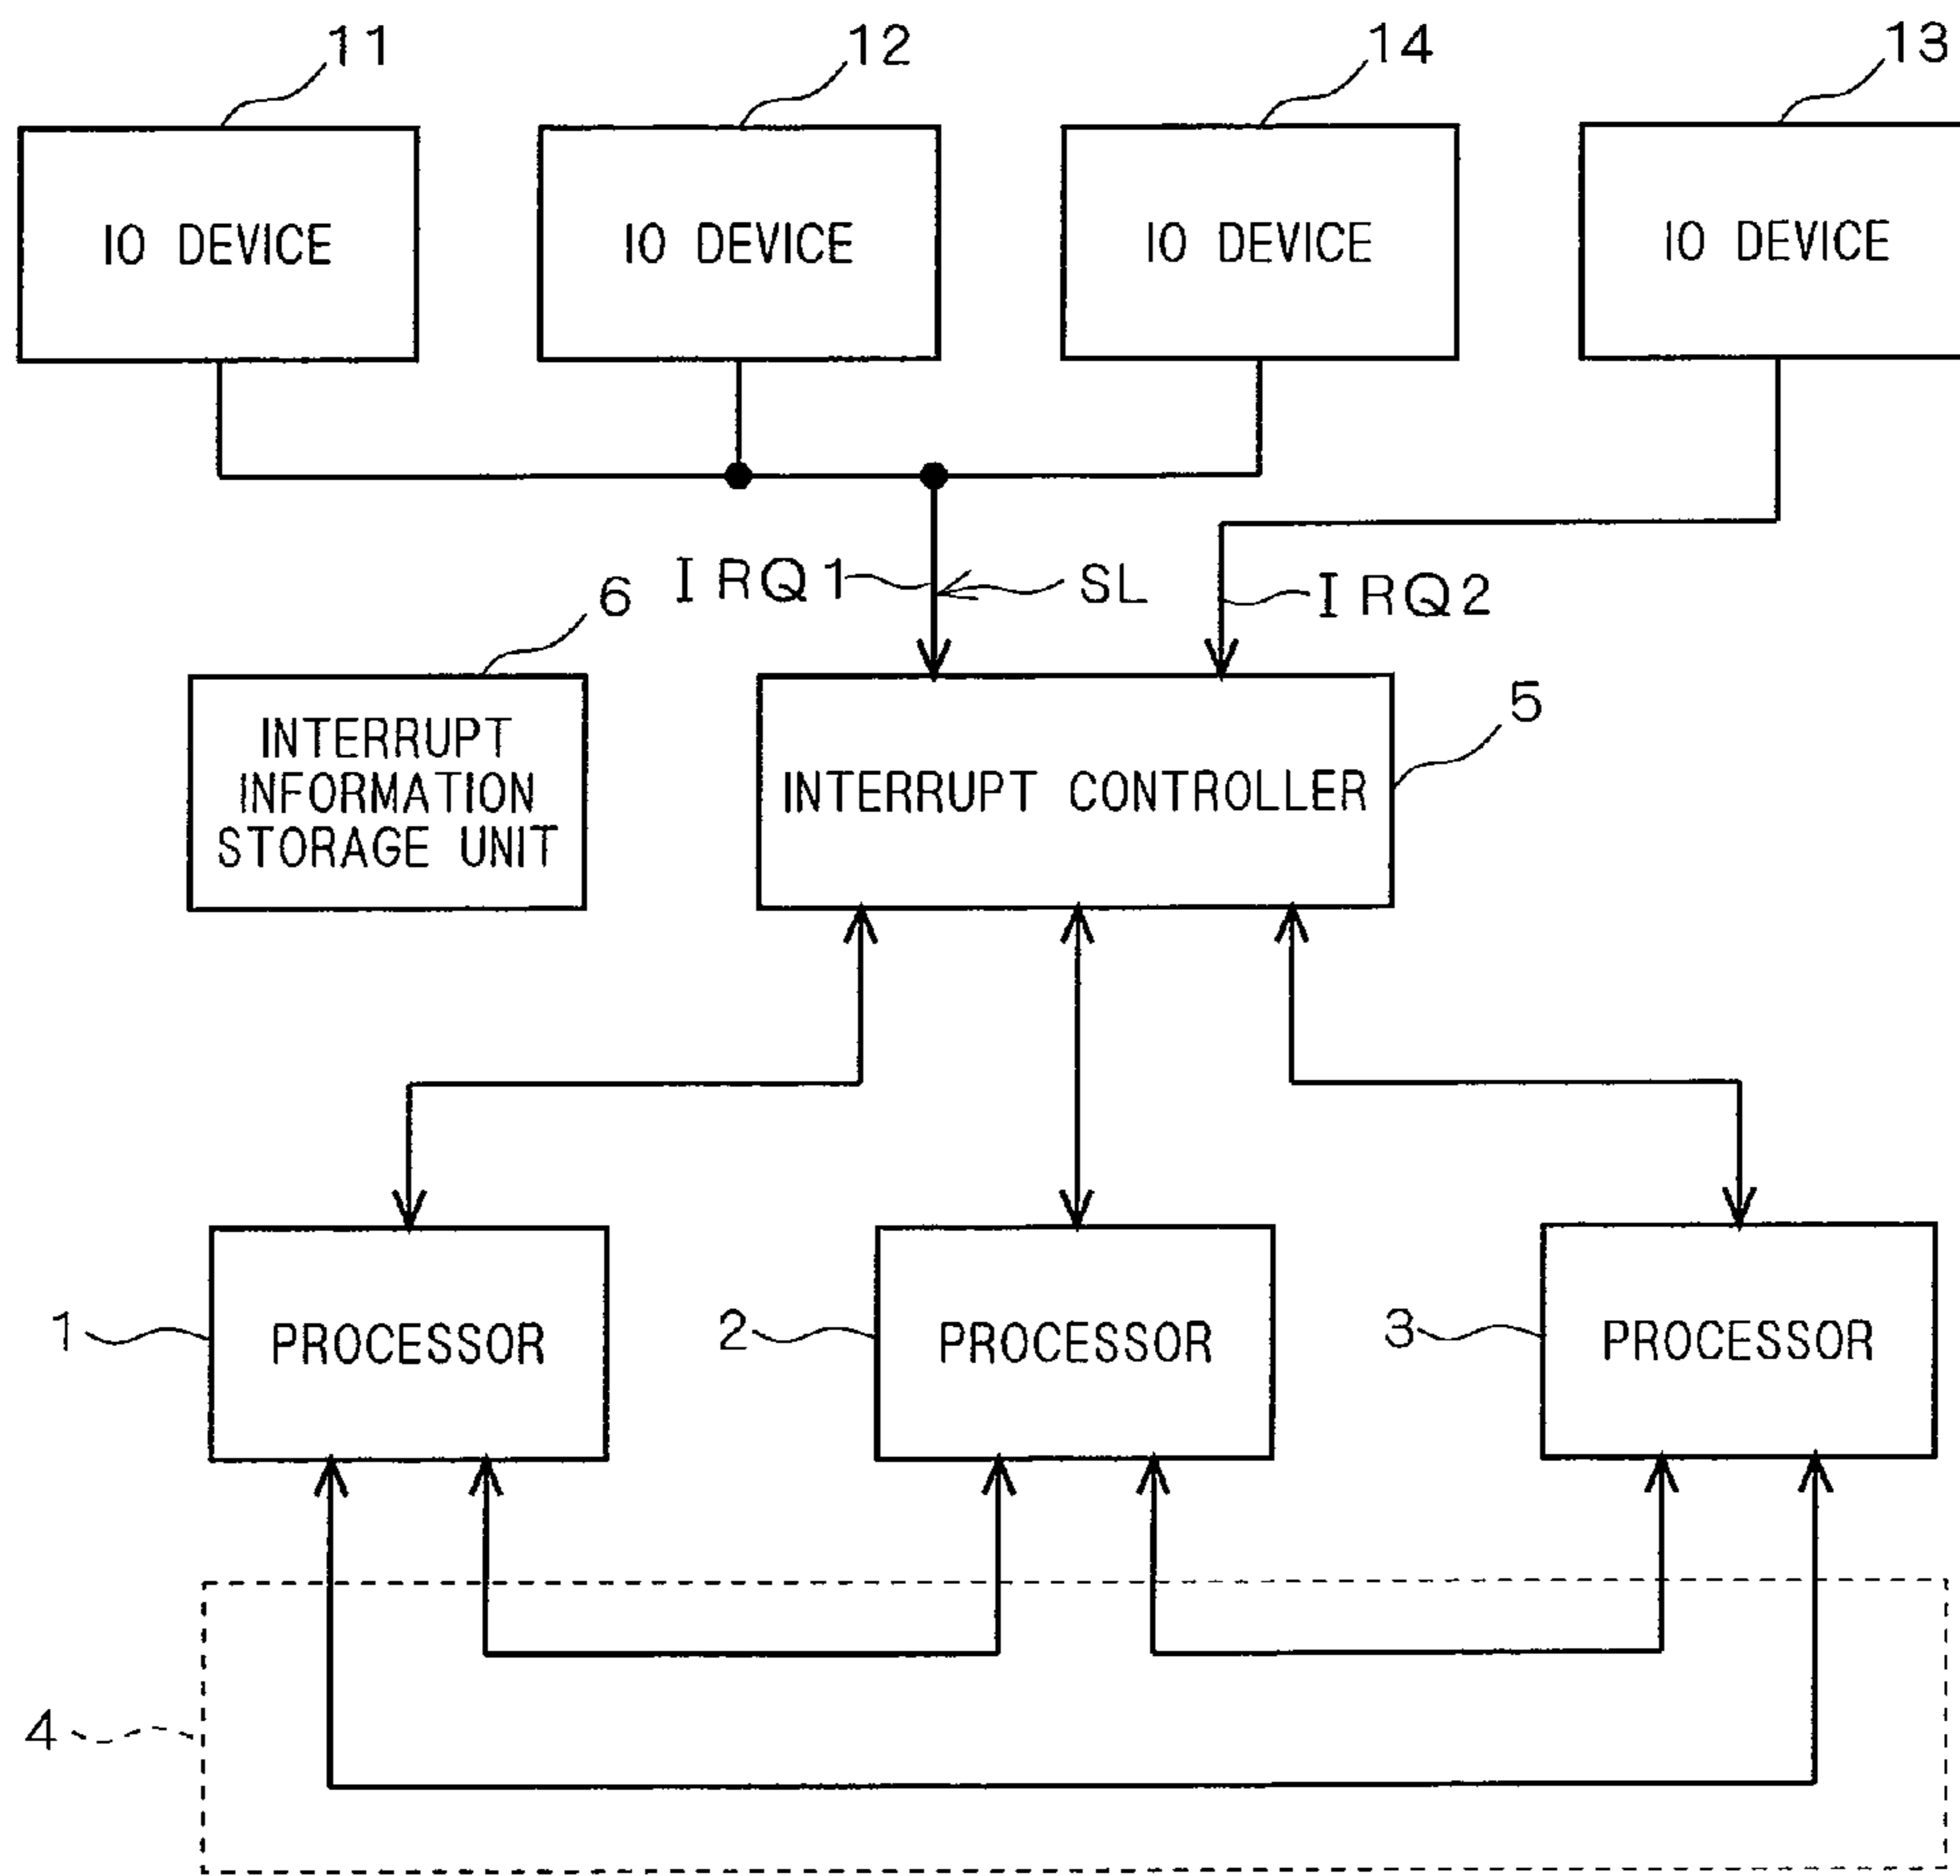 11
12
14
13
IO DEVICE
IO DEVICE
IO DEVICE
IO DEVICE
IRQ1
SL
IRQ2
6
INTERRUPT
INFORMATION
STORAGE UNIT
INTERRUPT CONTROLLER
5
1
PROCESSOR
2
PROCESSOR
3
PROCESSOR
4